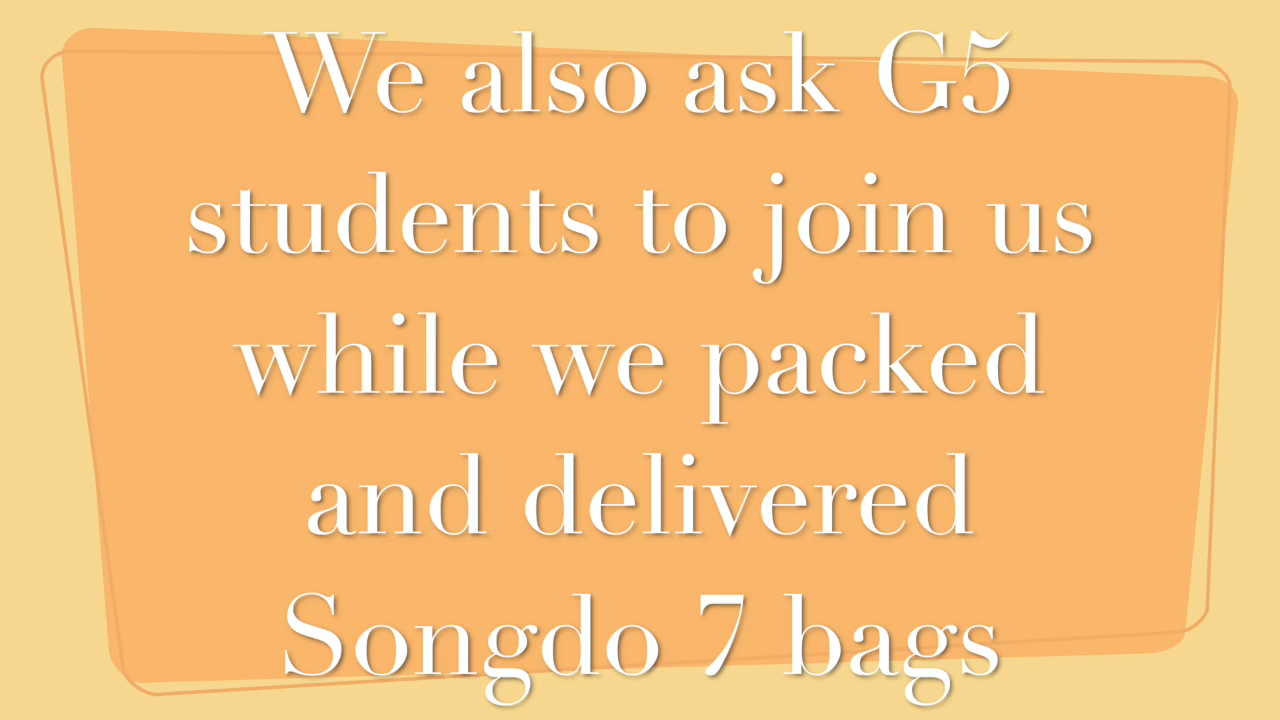 We also ask G5
students to join us
while we packed
and delivered
Songdo 7 bags